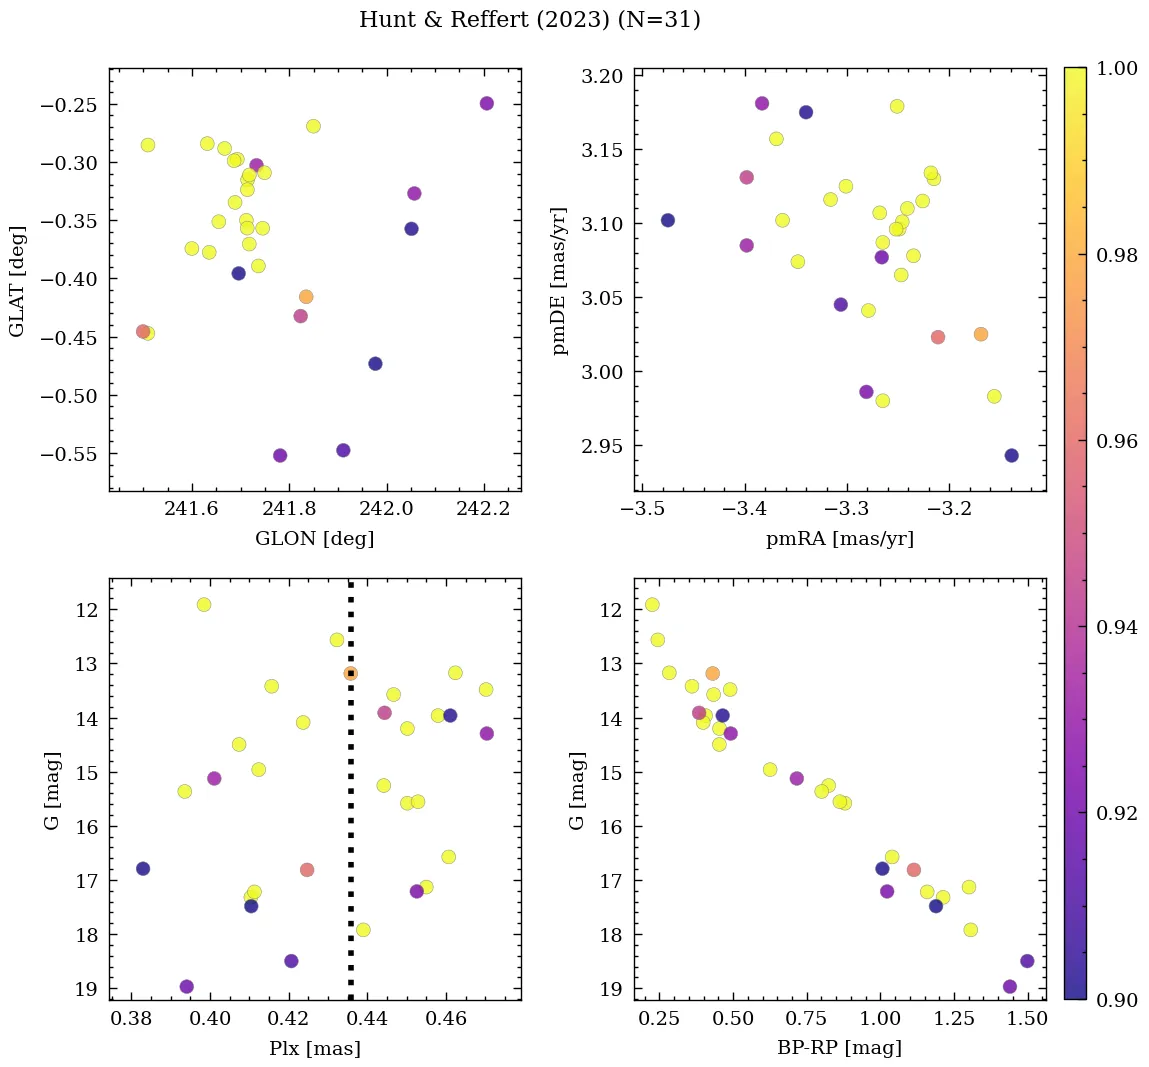 Hunt & Reffert (2023) (N=31)
−0.25
−0.30
−0.35
−0.40
−0.45
−0.50
−0.55
GLAT [deg]
241.6 241.8 242.0 242.2
GLON [deg]
3.20
3.15
3.10
3.05
3.00
2.95
pmDE [mas/yr]
−3.5 −3.4 −3.3 −3.2
pmRA [mas/yr]
12
13
14
15
16
17
18
19
G [mag]
0.38 0.40 0.42 0.44 0.46
Plx [mas]
12
13
14
15
16
17
18
19
G [mag]
0.25 0.50 0.75 1.00 1.25 1.50
BP-RP [mag]
1.00
0.98
0.96
0.94
0.92
0.90